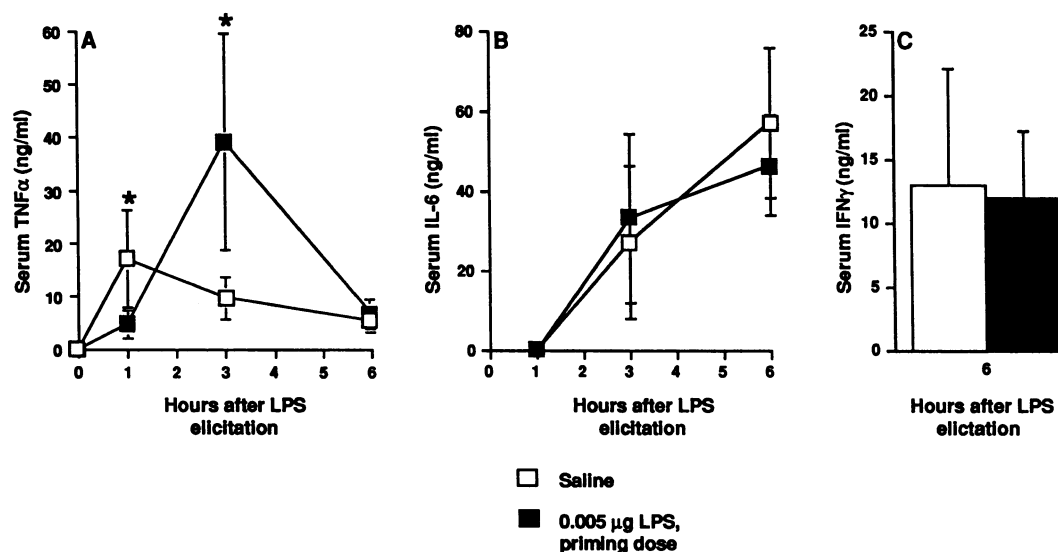 A
*
*
Serum TNFα (ng/ml)
60
50
40
30
20
10
0
0 1 2 3 4 5 6
Hours after LPS
elicitation
B
Serum IL-6 (ng/ml)
80
60
40
20
0
0 1 2 3 4 5 6
Hours after LPS
elicitation
C
Serum IFNγ (ng/ml)
25
20
15
10
5
0
6
Hours after LPS
elictation
Saline
0.005 μg LPS,
priming dose